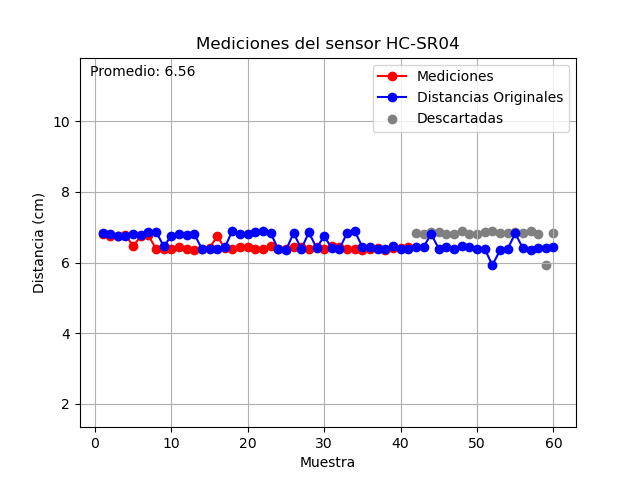 Mediciones del sensor HC-SR04
Promedio: 6.56
Mediciones
Distancias Originales
Descartadas
Distancia (cm)
10
8
6
4
2
0 10 20 30 40 50 60
Muestra